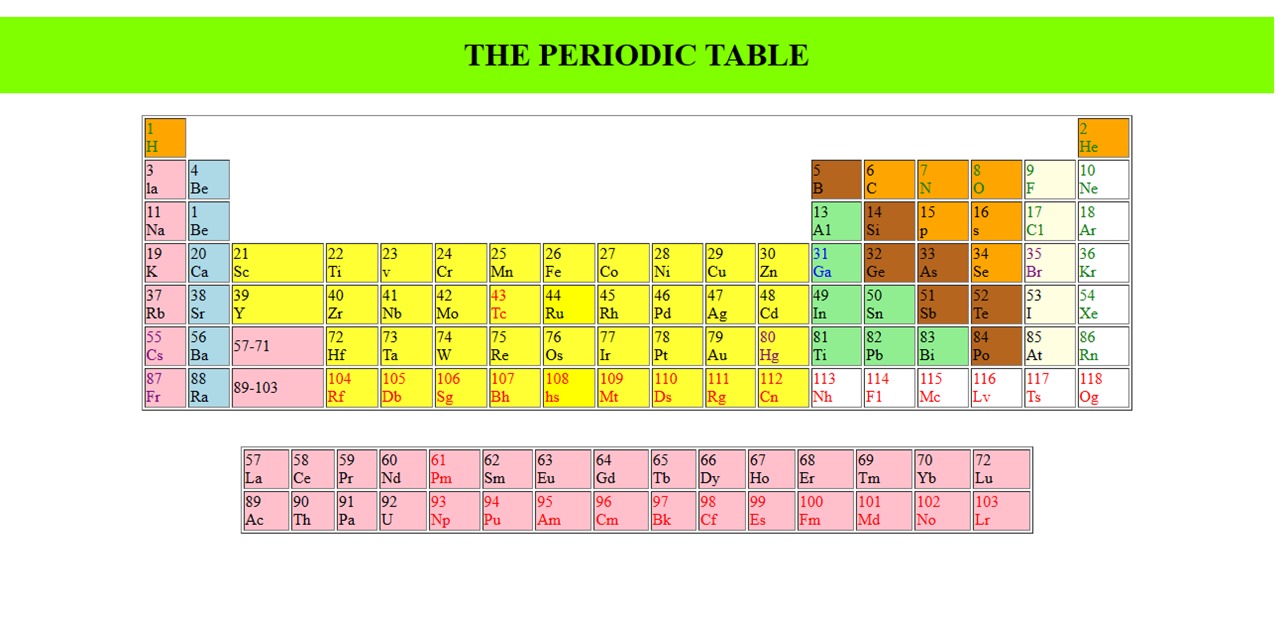 THE PERIODIC TABLE
1 2
H He
3 4 5 6 7 8 9 10
la Be B C N O F Ne
11 1 13 14 15 16 17 18
Na Be A1 Si p s C1 Ar
19 20 21 22 23 24 25 26 27 28 29 30 31 32 33 34 35 36
K Ca Sc Ti v Cr Mn Fe Co Ni Cu Zn Ga Ge As Se Br Kr
37 38 39 40 41 42 43 44 45 46 47 48 49 50 51 52 53 54
Rb Sr Y Zr Nb Mo Tc Ru Rh Pd Ag Cd In Sn Sb Te I Xe
55 56 57-71 72 73 74 75 76 77 78 79 80 81 82 83 84 85 86
Cs Ba Hf Ta W Re Os Ir Pt Au Hg Ti Pb Bi Po At Rn
87 88 89-103 104 105 106 107 108 109 110 111 112 113 114 115 116 117 118
Fr Ra Rf Db Sg Bh hs Mt Ds Rg Cn Nh F1 Mc Lv Ts Og
57 58 59 60 61 62 63 64 65 66 67 68 69 70 72
La Ce Pr Nd Pm Sm Eu Gd Tb Dy Ho Er Tm Yb Lu
89 90 91 92 93 94 95 96 97 98 99 100 101 102 103
Ac Th Pa U Np Pu Am Cm Bk Cf Es Fm Md No Lr